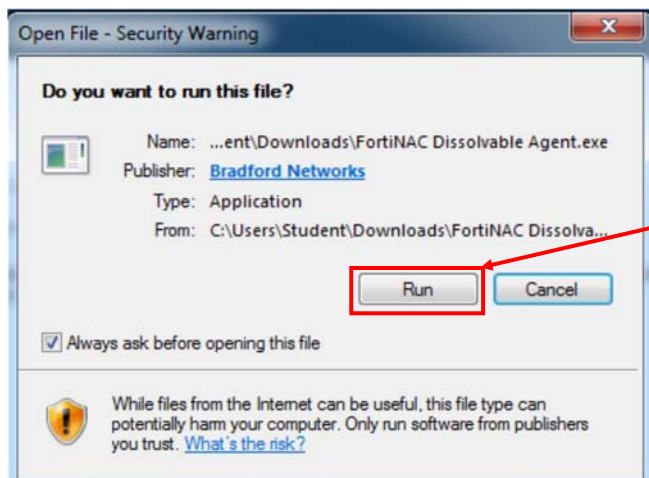 Open File - Security Warning
Do you want to run this file?
Name: ...ent\Downloads\FortiNAC Dissolvable Agent.exe
Publisher: Bradford Networks
Type: Application
From: C:\Users\Student\Downloads\FortiNAC Dissolva...
Run Cancel
Always ask before opening this file
While files from the Internet can be useful, this file type can
potentially harm your computer. Only run software from publishers
you trust. What's the risk?